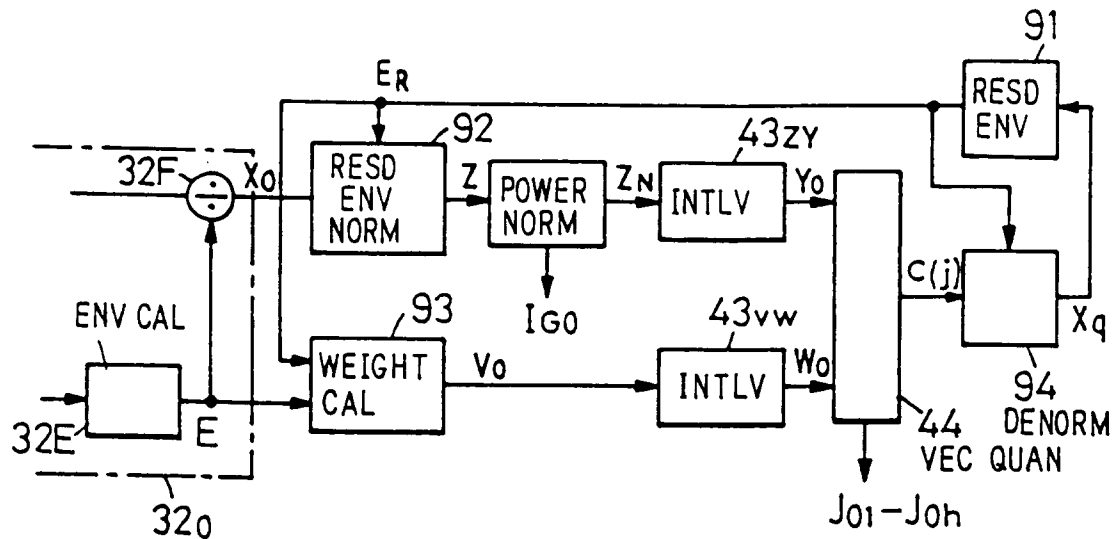 91
ER
RESD
ENV
92
43ZY
32F
X0
RESD
ENV
NORM
Z
POWER
NORM
ZN
INTLV
Y0
÷
C(j)
ENV CAL
IG0
93
43VW
Xq
WEIGHT
CAL
V0
INTLV
W0
94
DENORM
32E
E
44
VEC QUAN
320
J01-J0h